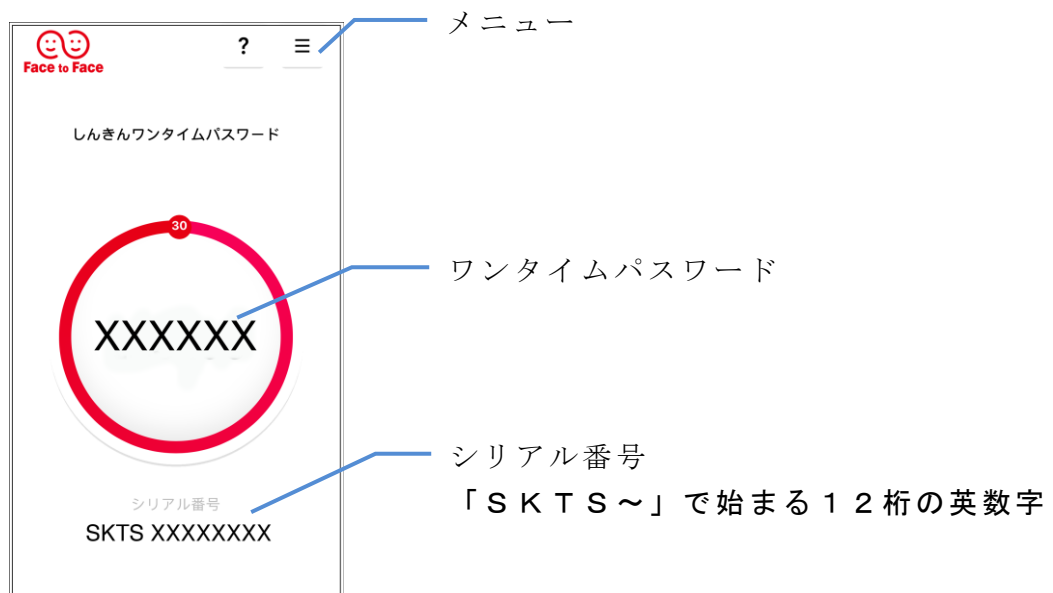 メニュー
? ☰
Face to Face
しんきんワンタイムパスワード
30
ワンタイムパスワード
XXXXXX
シリアル番号
「ＳＫＴＳ～」で始まる１２桁の英数字
シリアル番号
SKTS XXXXXXXX